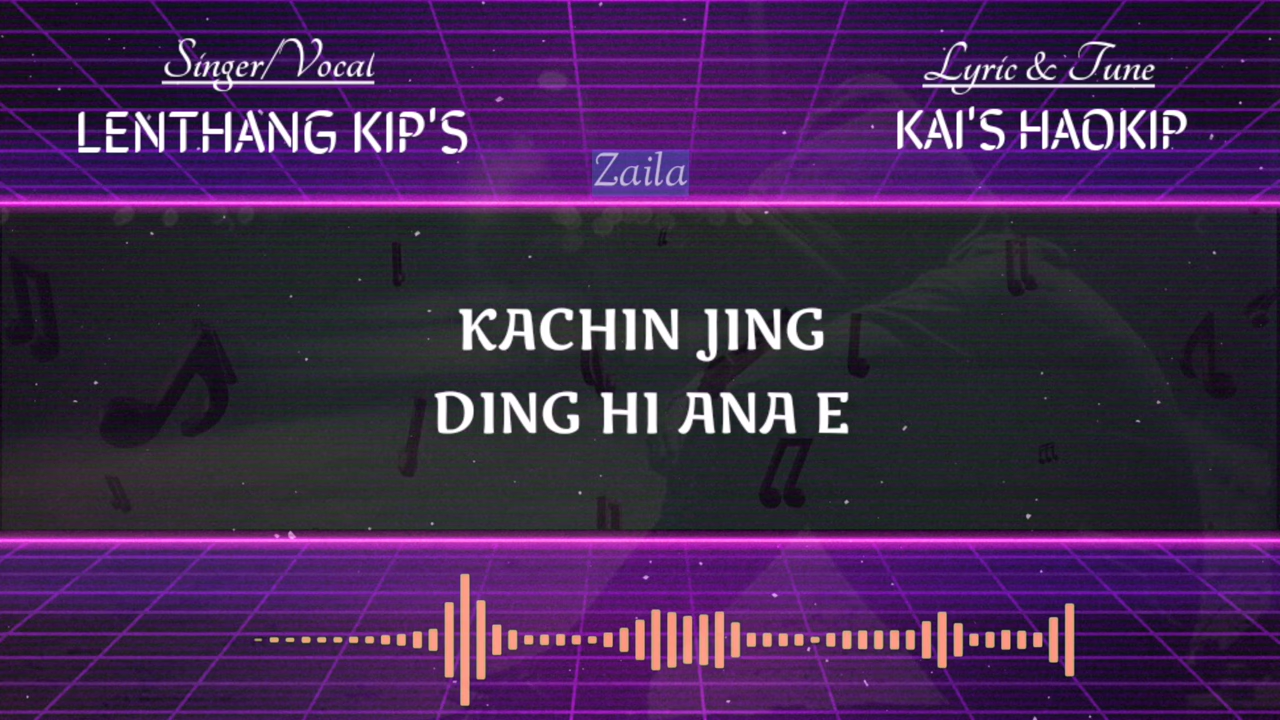 Singer/Vocal
LENTHANG KIP'S
Lyric & Tune
KAI'S HAOKIP
Zaila
KACHIN JING
DING HI ANA E